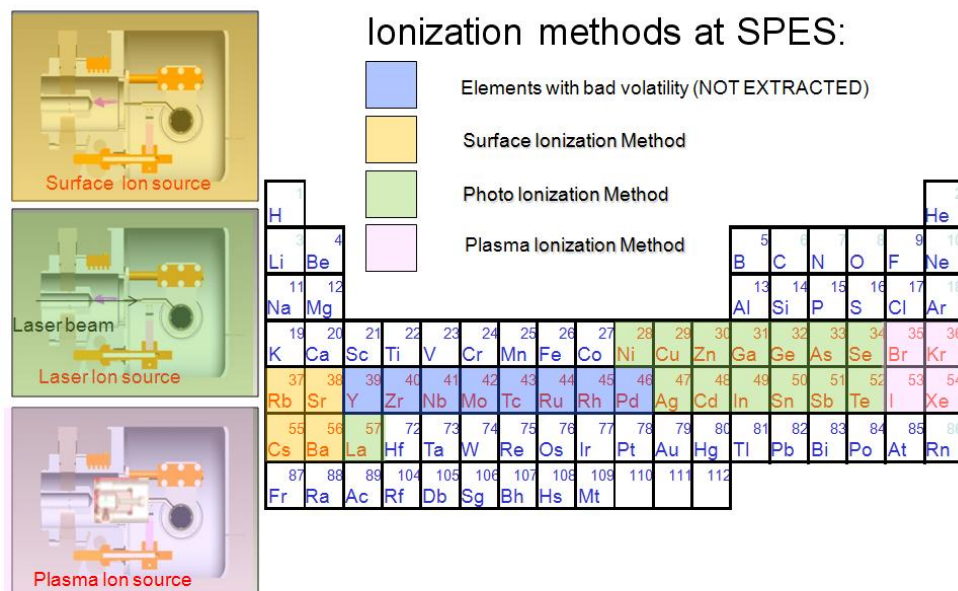 Ionization methods at SPES:
Elements with bad volatility (NOT EXTRACTED)
Surface Ionization Method
Photo Ionization Method
Plasma Ionization Method
Surface Ion source
Laser beam
Laser Ion source
Plasma Ion source
1 2
H He
3 4 5 6 7 8 9 10
Li Be B C N O F Ne
11 12 13 14 15 16 17 18
Na Mg Al Si P S Cl Ar
19 20 21 22 23 24 25 26 27 28 29 30 31 32 33 34 35 36
K Ca Sc Ti V Cr Mn Fe Co Ni Cu Zn Ga Ge As Se Br Kr
37 38 39 40 41 42 43 44 45 46 47 48 49 50 51 52 53 54
Rb Sr Y Zr Nb Mo Tc Ru Rh Pd Ag Cd In Sn Sb Te I Xe
55 56 57 72 73 74 75 76 77 78 79 80 81 82 83 84 85 86
Cs Ba La Hf Ta W Re Os Ir Pt Au Hg Tl Pb Bi Po At Rn
87 88 89 104 105 106 107 108 109 110 111 112
Fr Ra Ac Rf Db Sg Bh Hs Mt